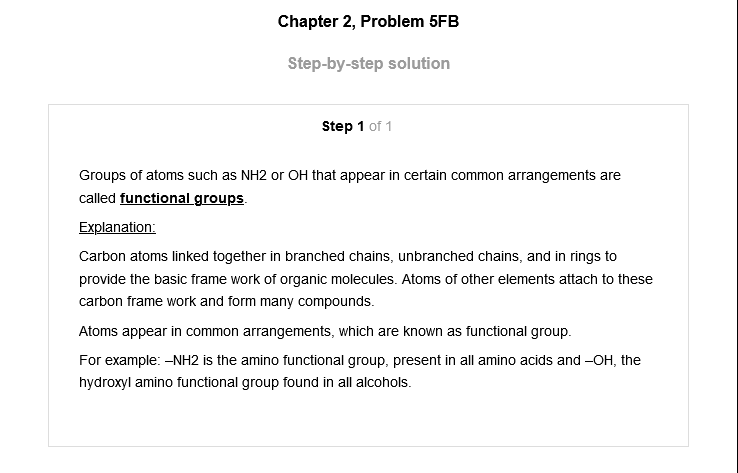 Chapter 2, Problem 5FB
Step-by-step solution
Step 1 of 1
Groups of atoms such as NH2 or OH that appear in certain common arrangements are
called functional groups.
Explanation:
Carbon atoms linked together in branched chains, unbranched chains, and in rings to
provide the basic frame work of organic molecules. Atoms of other elements attach to these
carbon frame work and form many compounds.
Atoms appear in common arrangements, which are known as functional group.
For example: –NH2 is the amino functional group, present in all amino acids and –OH, the
hydroxyl amino functional group found in all alcohols.